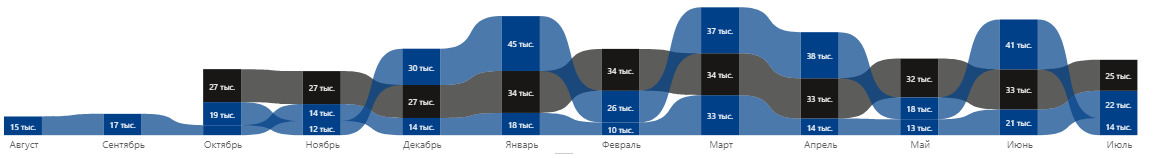 37 тыс.
45 тыс.
38 тыс.
41 тыс.
30 тыс.
34 тыс.
34 тыс.
32 тыс.
25 тыс.
27 тыс.
27 тыс.
27 тыс.
34 тыс.
26 тыс.
33 тыс.
33 тыс.
33 тыс.
18 тыс.
22 тыс.
19 тыс.
14 тыс.
15 тыс.
17 тыс.
12 тыс.
14 тыс.
18 тыс.
10 тыс.
14 тыс.
13 тыс.
21 тыс.
14 тыс.
Август Сентябрь Октябрь Ноябрь Декабрь Январь Февраль Март Апрель Май Июнь Июль